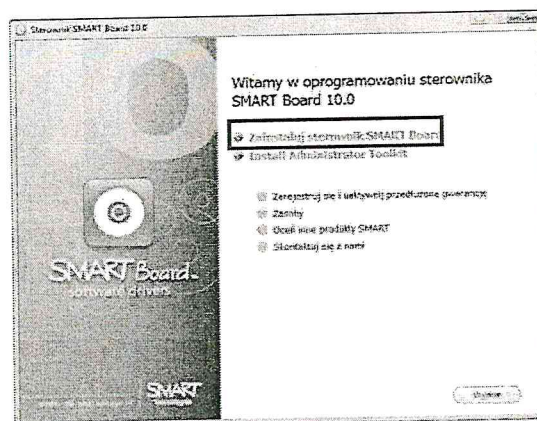 Sterownik SMART Board 10.0
Witamy w oprogramowaniu sterownika
SMART Board 10.0
Zainstaluj sterownik SMART Board
Install Administrator Toolkit
Zarejestruj się i uaktywnij przedłużoną gwarancję
Zasoby
Oceń inne produkty SMART
Skontaktuj się z nami
SMART Board
software drivers
SMART